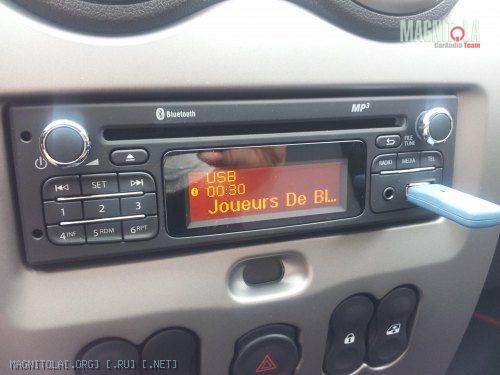 MAGNITOLA
CarAudio Team
Bluetooth
MP3
FILE
TUNE
RADIO MEDIA TEL
USB
00:30
Joueurs De Bl...
SET
1 2 3
4 INF 5 RDM 6 RPT
MAGNITOLA[.ORG] [.RU] [.NET]